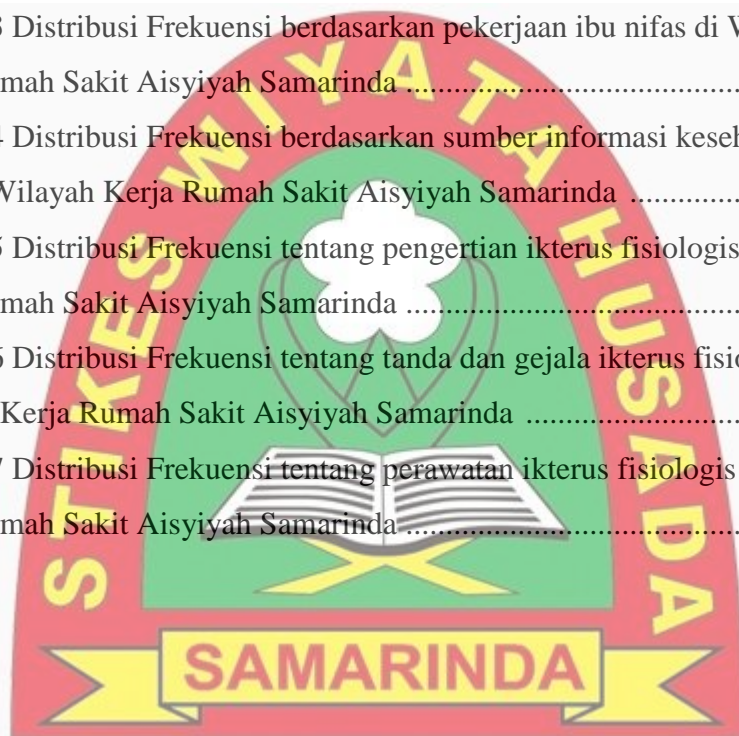 3 Distribusi Frekuensi berdasarkan pekerjaan ibu nifas di W
mah Sakit Aisyiyah Samarinda ........................................
4 Distribusi Frekuensi berdasarkan sumber informasi keseh
Wilayah Kerja Rumah Sakit Aisyiyah Samarinda ................
5 Distribusi Frekuensi tentang pengertian ikterus fisiologis
mah Sakit Aisyiyah Samarinda ........................................
6 Distribusi Frekuensi tentang tanda dan gejala ikterus fisio
Kerja Rumah Sakit Aisyiyah Samarinda ..........................
7 Distribusi Frekuensi tentang perawatan ikterus fisiologis
mah Sakit Aisyiyah Samarinda ........................................
STIKES WIYATA HUSADA
SAMARINDA